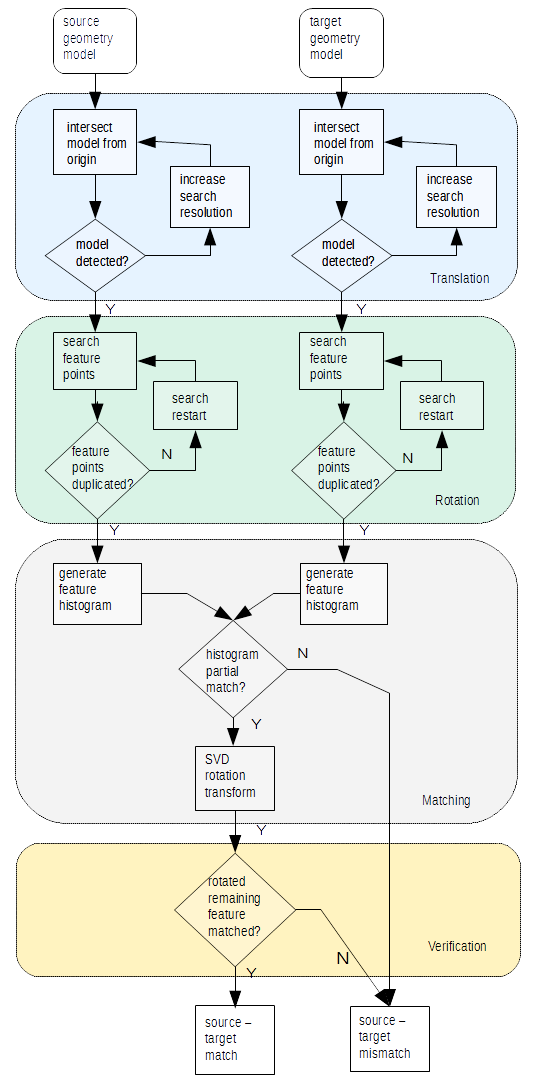 source
geometry
model
target
geometry
model
intersect
model from
origin
intersect
model from
origin
increase
search
resolution
increase
search
resolution
model
detected?
model
detected?
Translation
Y
Y
search
feature
points
search
feature
points
search
restart
search
restart
feature
points
duplicated?
N
feature
points
duplicated?
N
Rotation
Y
Y
generate
feature
histogram
generate
feature
histogram
histogram
partial
match?
N
Y
SVD
rotation
transform
Matching
Y
rotated
remaining
feature
matched?
Verification
N
Y
source –
target
match
source –
target
mismatch